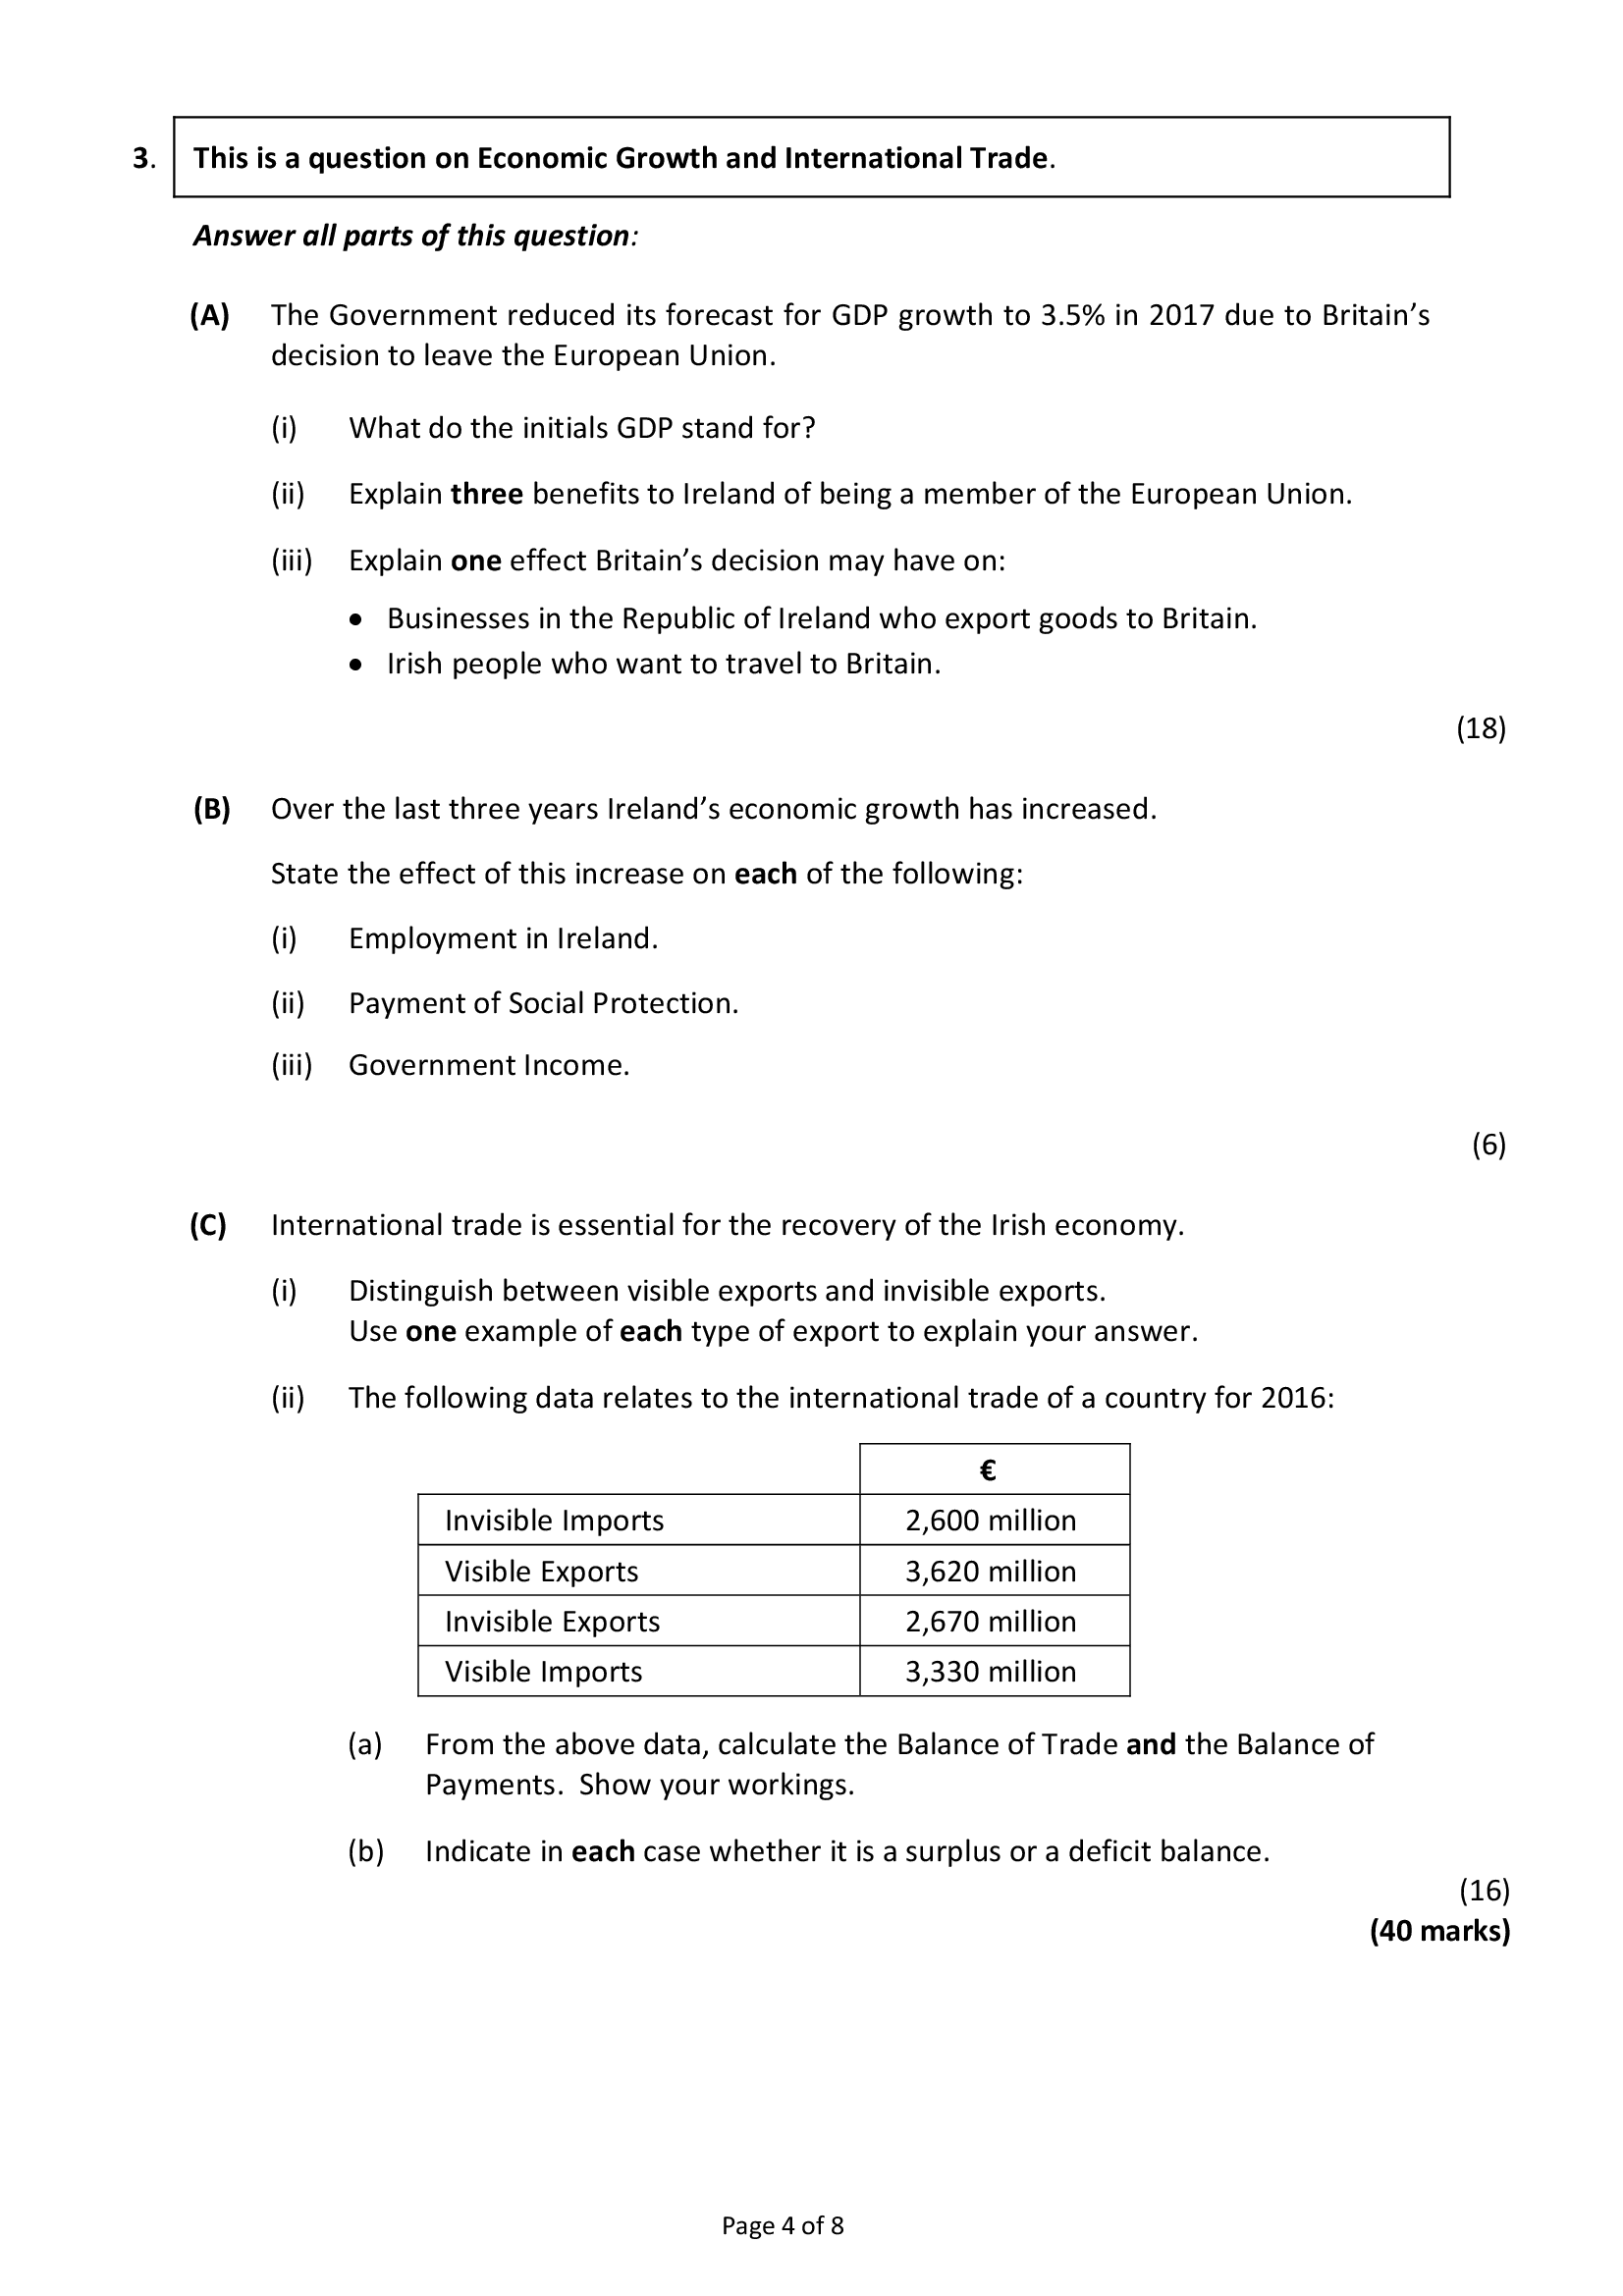 3. This is a question on Economic Growth and International Trade.
Answer all parts of this question:
(A) The Government reduced its forecast for GDP growth to 3.5% in 2017 due to Britain’s
decision to leave the European Union.
(i) What do the initials GDP stand for?
(ii) Explain three benefits to Ireland of being a member of the European Union.
(iii) Explain one effect Britain’s decision may have on:
• Businesses in the Republic of Ireland who export goods to Britain.
• Irish people who want to travel to Britain.
(18)
(B) Over the last three years Ireland’s economic growth has increased.
State the effect of this increase on each of the following:
(i) Employment in Ireland.
(ii) Payment of Social Protection.
(iii) Government Income.
(6)
(C) International trade is essential for the recovery of the Irish economy.
(i) Distinguish between visible exports and invisible exports.
Use one example of each type of export to explain your answer.
(ii) The following data relates to the international trade of a country for 2016:
€
Invisible Imports 2,600 million
Visible Exports 3,620 million
Invisible Exports 2,670 million
Visible Imports 3,330 million
(a) From the above data, calculate the Balance of Trade and the Balance of
Payments. Show your workings.
(b) Indicate in each case whether it is a surplus or a deficit balance.
(16)
(40 marks)
Page 4 of 8